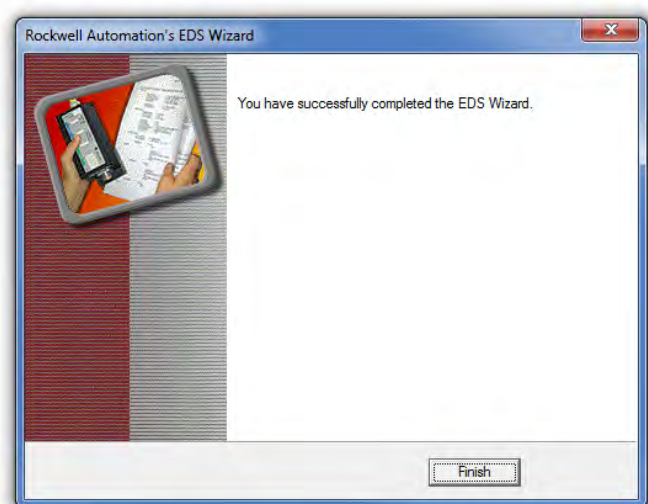 Rockwell Automation's EDS Wizard
You have successfully completed the EDS Wizard.
Finish